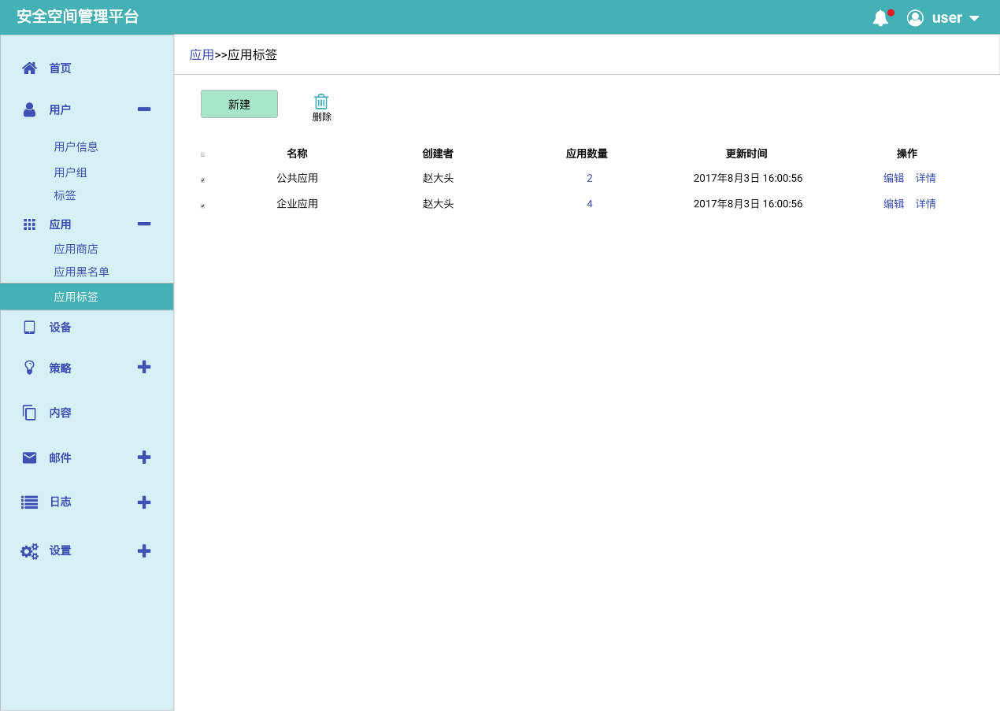 安全空间管理平台
user
首页
用户
用户信息
用户组
标签
应用
应用商店
应用黑名单
应用标签
设备
策略
内容
邮件
日志
设置
应用>>应用标签
新建
删除
名称 创建者 应用数量 更新时间 操作
公共应用 赵大头 2 2017年8月3日 16:00:56 编辑 详情
企业应用 赵大头 4 2017年8月3日 16:00:56 编辑 详情